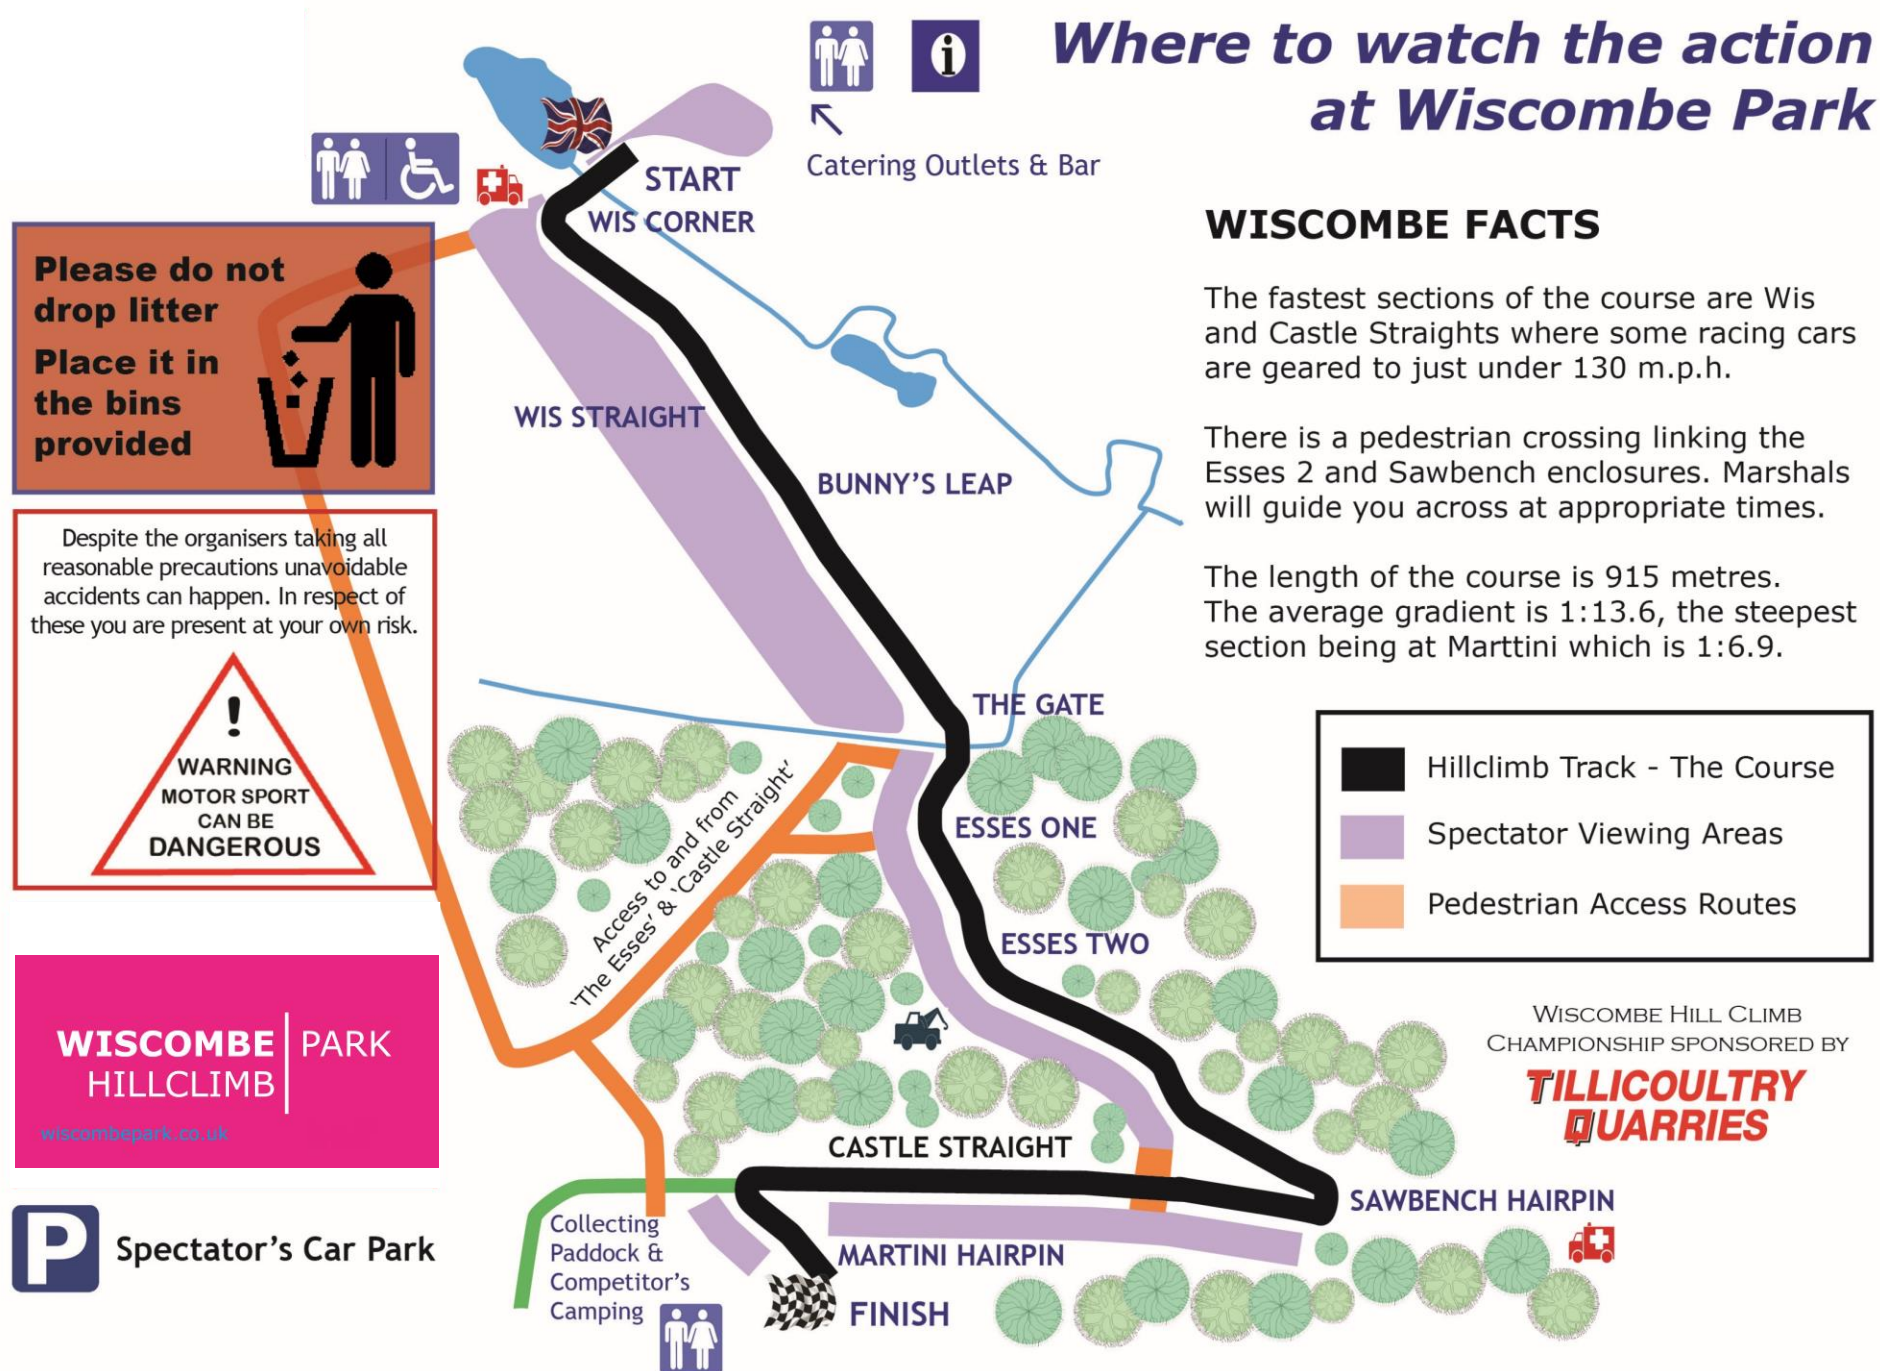 Where to watch the action
at Wiscombe Park
i
Catering Outlets & Bar
START
WIS CORNER
Please do not
drop litter
Place it in
the bins
provided
WISCOMBE FACTS
The fastest sections of the course are Wis
and Castle Straights where some racing cars
are geared to just under 130 m.p.h.
There is a pedestrian crossing linking the
Esses 2 and Sawbench enclosures. Marshals
will guide you across at appropriate times.
The length of the course is 915 metres.
The average gradient is 1:13.6, the steepest
section being at Marttini which is 1:6.9.
WIS STRAIGHT
BUNNY'S LEAP
Despite the organisers taking all
reasonable precautions unavoidable
accidents can happen. In respect of
these you are present at your own risk.
!
WARNING
MOTOR SPORT
CAN BE
DANGEROUS
THE GATE
Hillclimb Track - The Course
Spectator Viewing Areas
Pedestrian Access Routes
Access to and from
'The Esses' & 'Castle Straight'
ESSES ONE
ESSES TWO
WISCOMBE PARK
HILLCLIMB
wiscombepark.co.uk
WISCOMBE HILL CLIMB
CHAMPIONSHIP SPONSORED BY
TILLICOULTRY
QUARRIES
CASTLE STRAIGHT
SAWBENCH HAIRPIN
P
Spectator's Car Park
Collecting
Paddock &
Competitor's
Camping
MARTINI HAIRPIN
FINISH